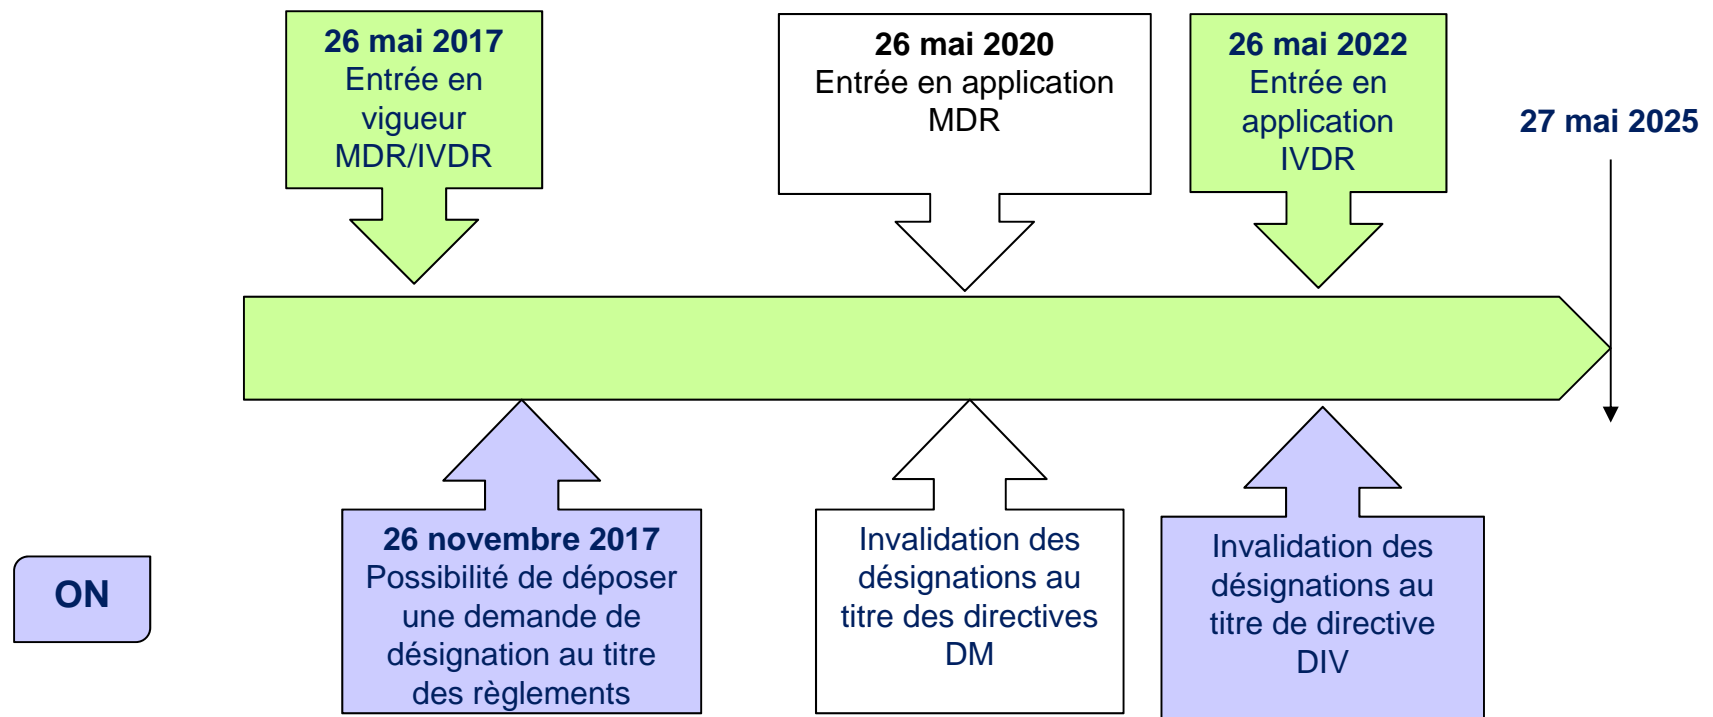 26 mai 2017
Entrée en
vigueur
MDR/IVDR
26 mai 2020
Entrée en application
MDR
26 mai 2022
Entrée en
application
IVDR
27 mai 2025
ON
26 novembre 2017
Possibilité de déposer
une demande de
désignation au titre
des règlements
Invalidation des
désignations au
titre des directives
DM
Invalidation des
désignations au
titre de directive
DIV